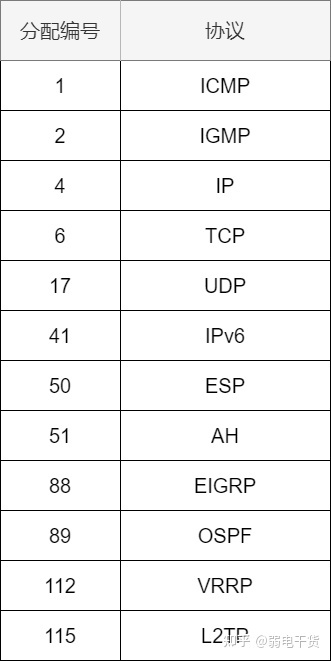 分配编号 协议
1 ICMP
2 IGMP
4 IP
6 TCP
17 UDP
41 IPv6
50 ESP
51 AH
88 EIGRP
89 OSPF
112 VRRP
115 L2TP
知乎 @弱电干货